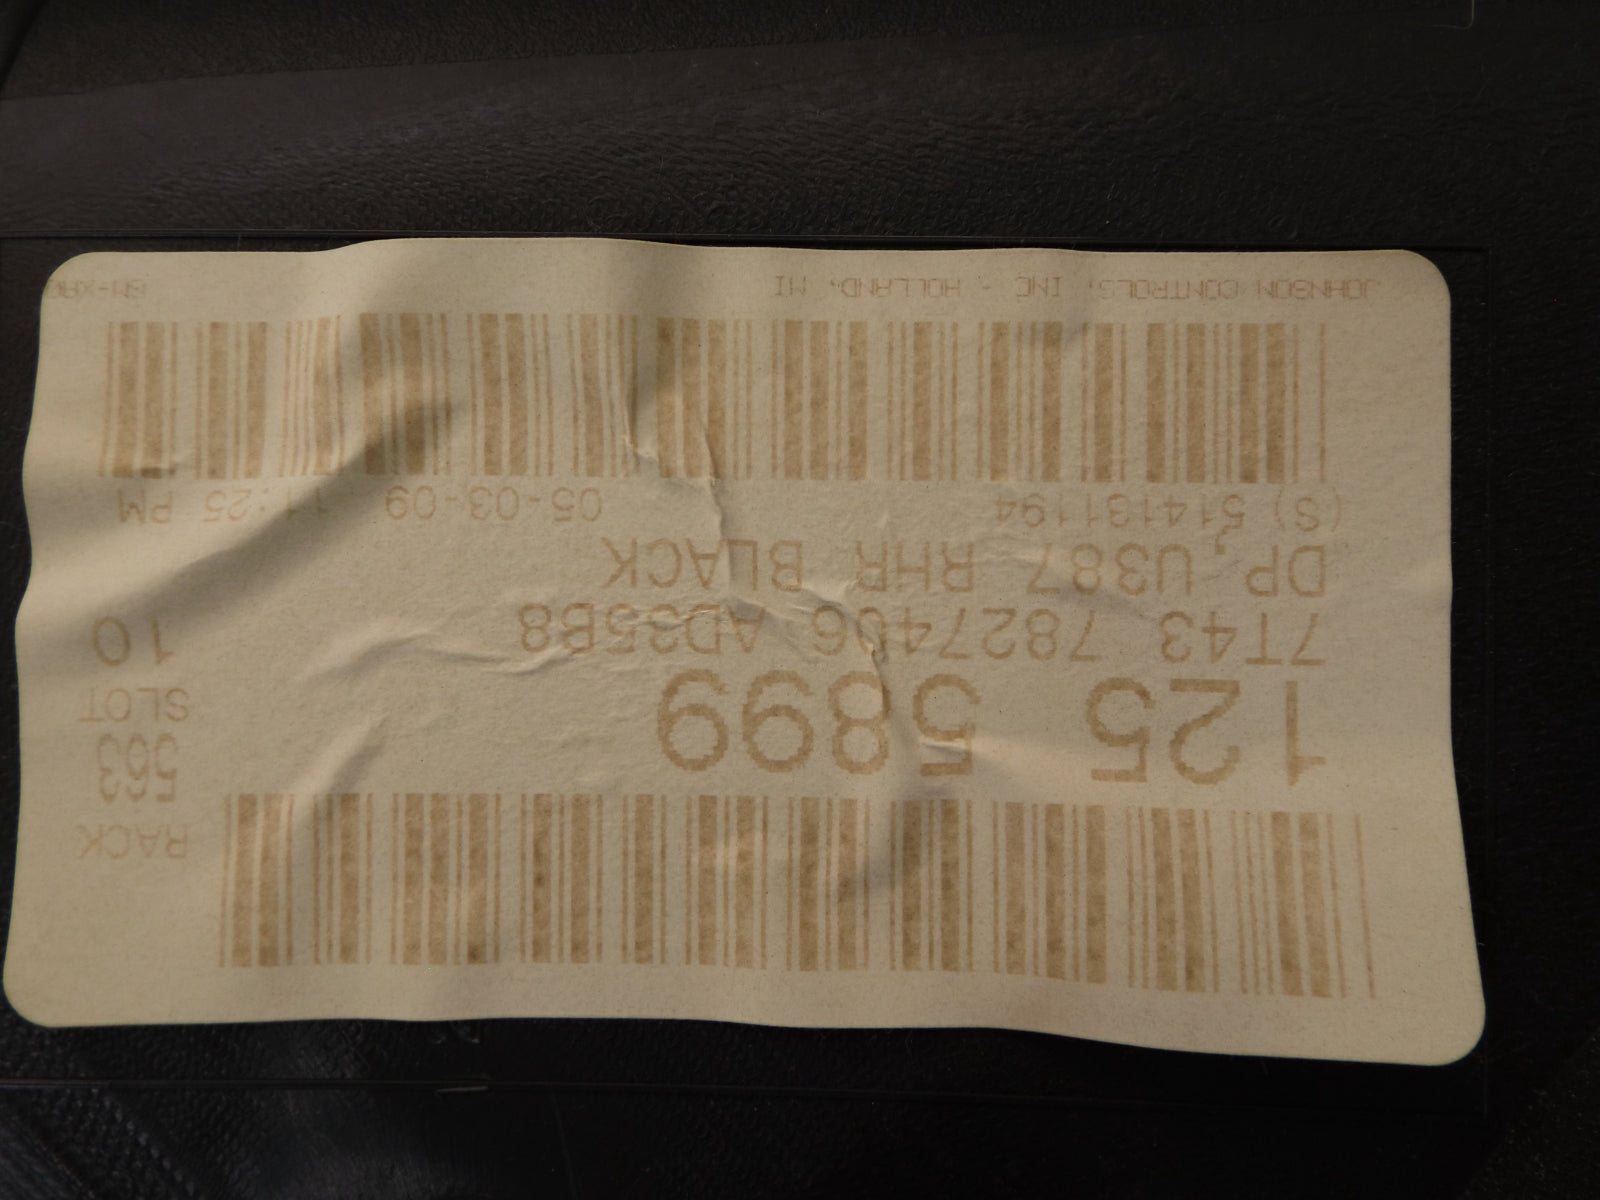 RACK
125 5899 563
SLOT
7T43 7827406 AD35B8 10
DP, U387 RHR BLACK
(S) 514131194 05-03-09 PM
JOHNSON CONTROLS, INC - HOLLAND, MI